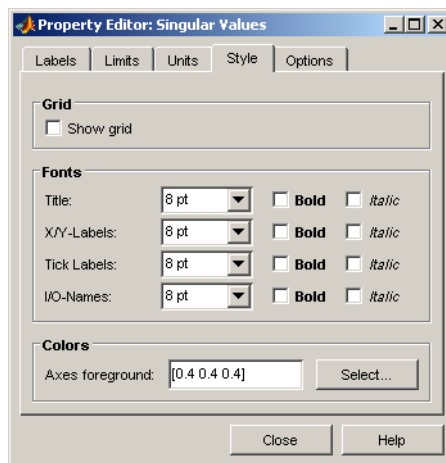 Property Editor: Singular Values
Labels Limits Units Style Options
Grid
Show grid
Fonts
Title: 8 pt Bold Italic
X/Y-Labels: 8 pt Bold Italic
Tick Labels: 8 pt Bold Italic
I/O-Names: 8 pt Bold Italic
Colors
Axes foreground: [0.4 0.4 0.4] Select...
Close Help